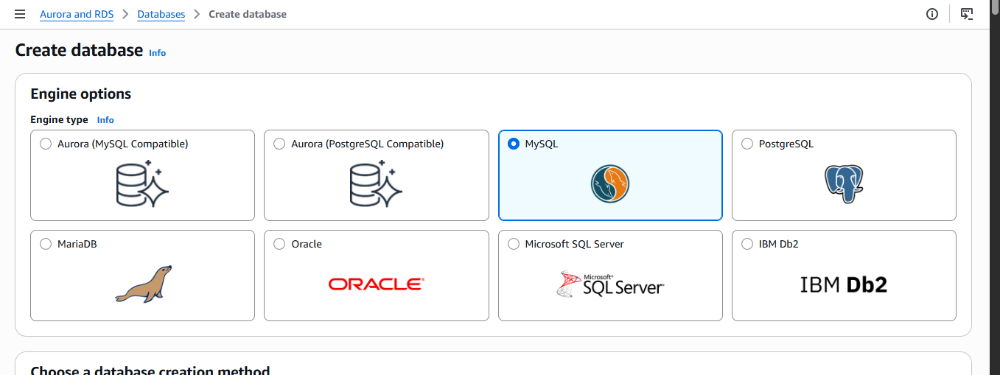 Aurora and RDS > Databases > Create database
Create database Info
Engine options
Engine type Info
Aurora (MySQL Compatible)
Aurora (PostgreSQL Compatible)
MySQL
PostgreSQL
MariaDB
Oracle
Microsoft SQL Server
IBM Db2
ORACLE
Microsoft
SQL Server
IBM Db2
Choose a database creation method